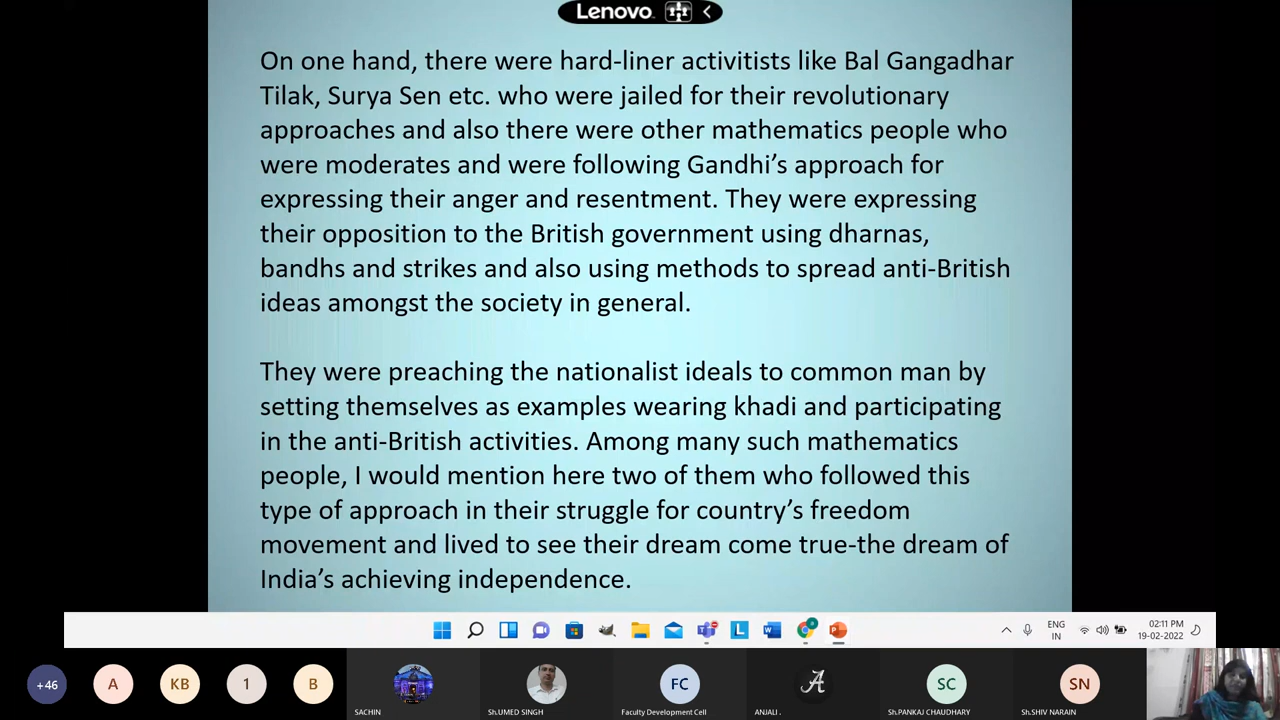 Lenovo
On one hand, there were hard-liner activitists like Bal Gangadhar
Tilak, Surya Sen etc. who were jailed for their revolutionary
approaches and also there were other mathematics people who
were moderates and were following Gandhi’s approach for
expressing their anger and resentment. They were expressing
their opposition to the British government using dharnas,
bandhs and strikes and also using methods to spread anti-British
ideas amongst the society in general.
They were preaching the nationalist ideals to common man by
setting themselves as examples wearing khadi and participating
in the anti-British activities. Among many such mathematics
people, I would mention here two of them who followed this
type of approach in their struggle for country’s freedom
movement and lived to see their dream come true-the dream of
India’s achieving independence.
L
ENG
IN
02:11 PM
19-02-2022
+46
A
KB
1
B
FC
A
SC
SN
SACHIN
Sh.UMED SINGH
Faculty Development Cell
ANJALI .
Sh.PANKAJ CHAUDHARY
Sh.SHIV NARAIN